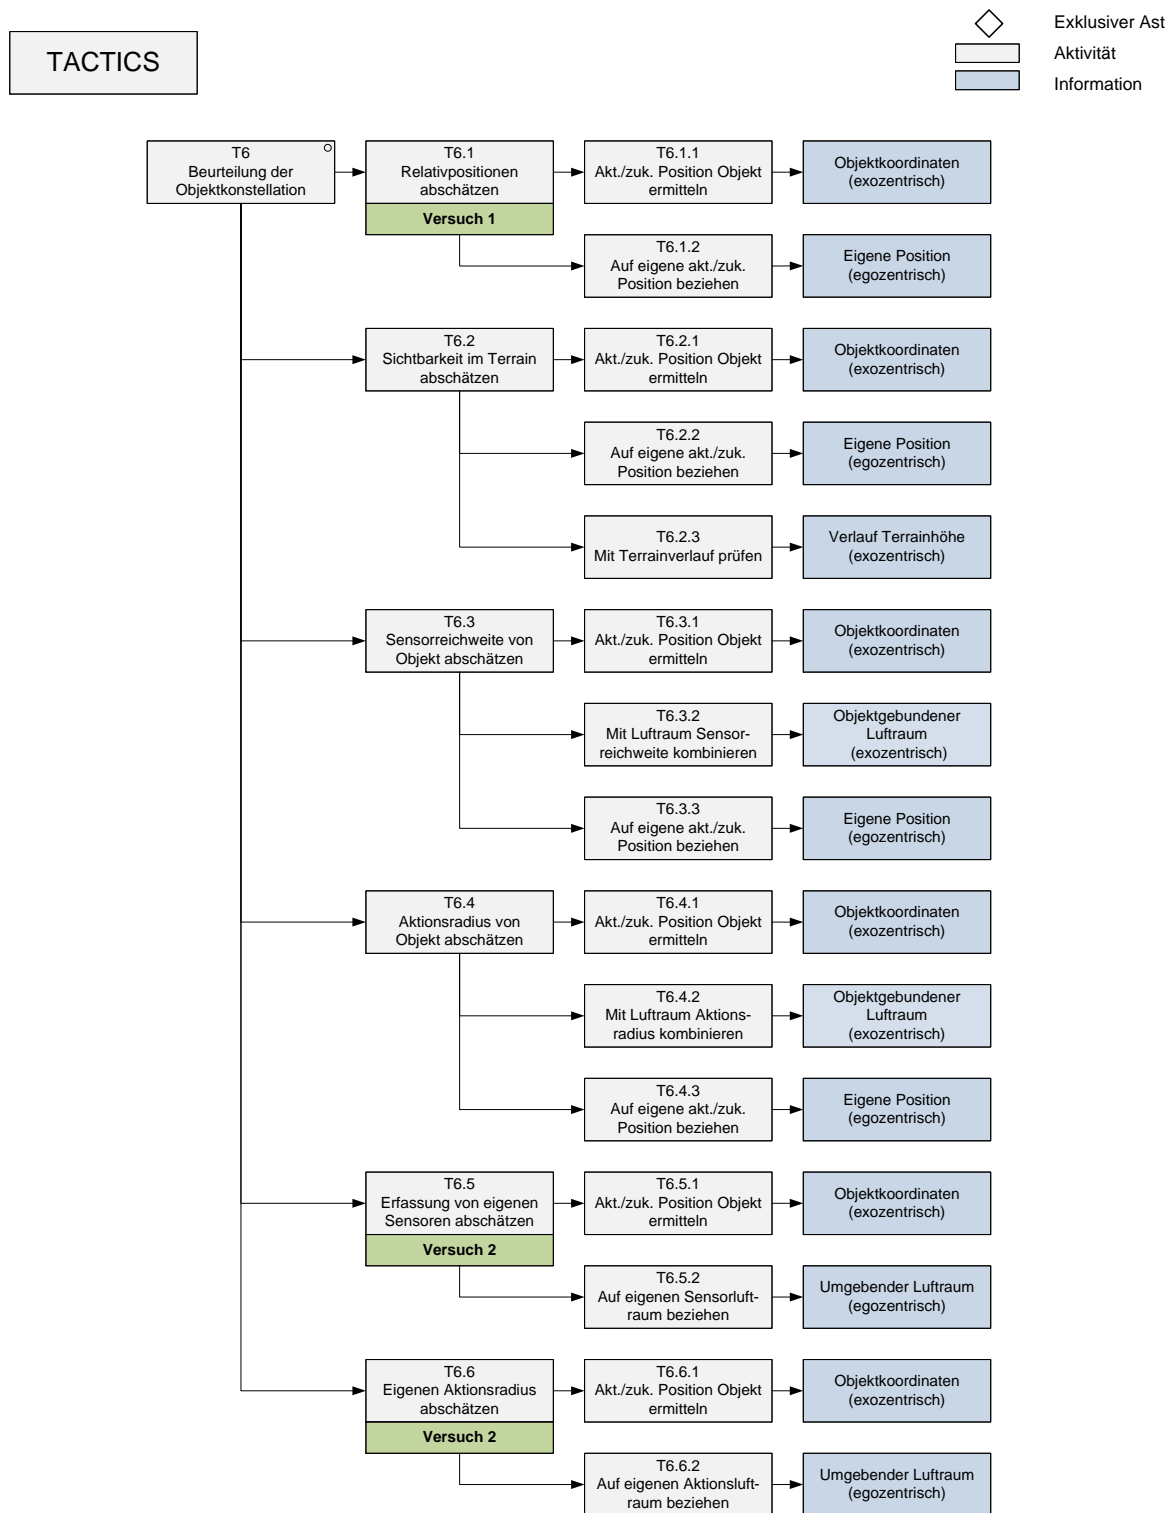 TACTICS
Exklusiver Ast
Aktivität
Information
T6
Beurteilung der
Objektkonstellation
T6.1
Relativpositionen
abschätzen
Versuch 1
T6.1.1
Akt./zuk. Position Objekt
ermitteln
Objektkoordinaten
(exozentrisch)
T6.1.2
Auf eigene akt./zuk.
Position beziehen
Eigene Position
(egozentrisch)
T6.2
Sichtbarkeit im Terrain
abschätzen
T6.2.1
Akt./zuk. Position Objekt
ermitteln
Objektkoordinaten
(exozentrisch)
T6.2.2
Auf eigene akt./zuk.
Position beziehen
Eigene Position
(egozentrisch)
T6.2.3
Mit Terrainverlauf prüfen
Verlauf Terrainhöhe
(exozentrisch)
T6.3
Sensorreichweite von
Objekt abschätzen
T6.3.1
Akt./zuk. Position Objekt
ermitteln
Objektkoordinaten
(exozentrisch)
T6.3.2
Mit Luftraum Sensor-
reichweite kombinieren
Objektgebundener
Luftraum
(exozentrisch)
T6.3.3
Auf eigene akt./zuk.
Position beziehen
Eigene Position
(egozentrisch)
T6.4
Aktionsradius von
Objekt abschätzen
T6.4.1
Akt./zuk. Position Objekt
ermitteln
Objektkoordinaten
(exozentrisch)
T6.4.2
Mit Luftraum Aktions-
radius kombinieren
Objektgebundener
Luftraum
(exozentrisch)
T6.4.3
Auf eigene akt./zuk.
Position beziehen
Eigene Position
(egozentrisch)
T6.5
Erfassung von eigenen
Sensoren abschätzen
Versuch 2
T6.5.1
Akt./zuk. Position Objekt
ermitteln
Objektkoordinaten
(exozentrisch)
T6.5.2
Auf eigenen Sensorluft-
raum beziehen
Umgebender Luftraum
(egozentrisch)
T6.6
Eigenen Aktionsradius
abschätzen
Versuch 2
T6.6.1
Akt./zuk. Position Objekt
ermitteln
Objektkoordinaten
(exozentrisch)
T6.6.2
Auf eigenen Aktionsluft-
raum beziehen
Umgebender Luftraum
(egozentrisch)